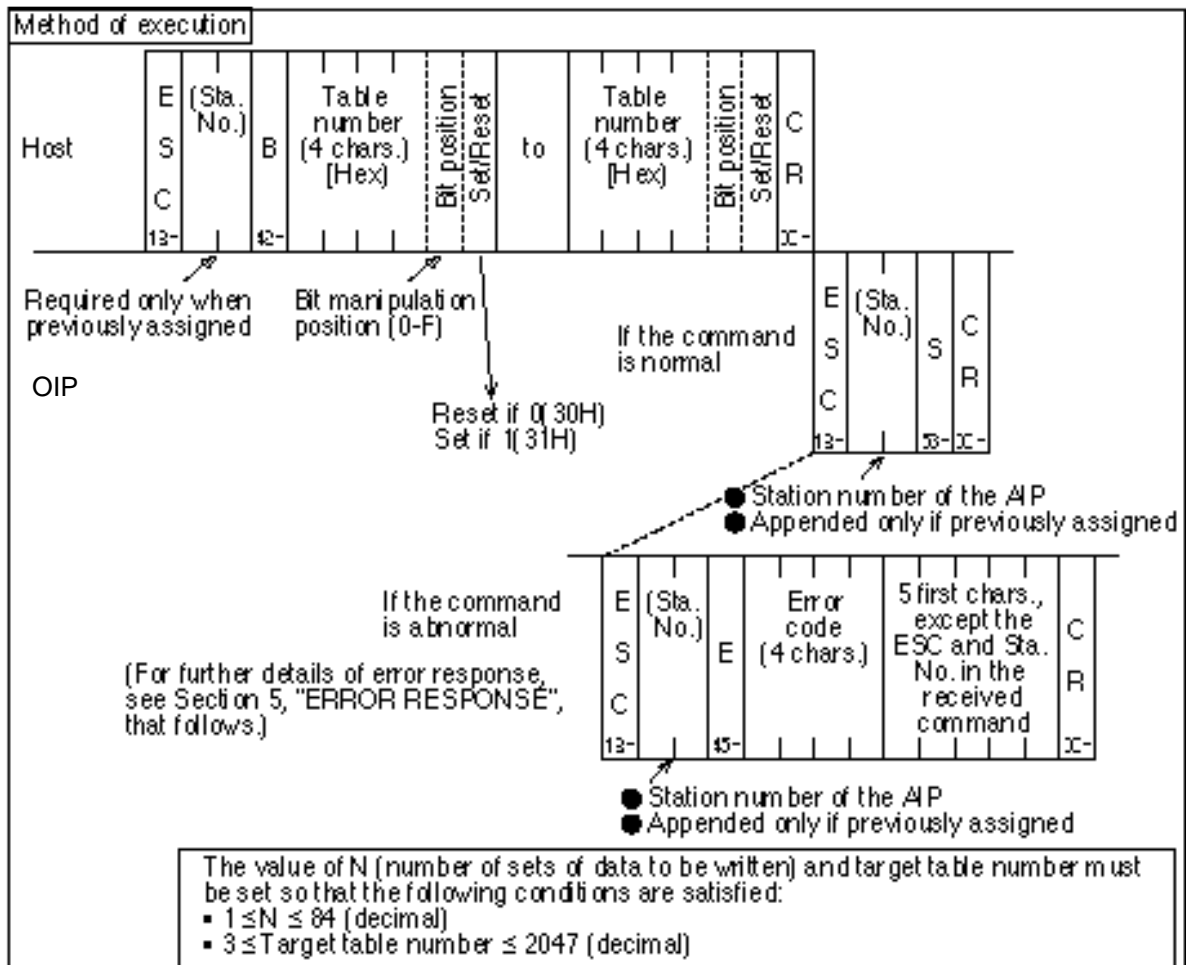 Method of execution
Host
E S C
(Sta. No.)
B
Table number (4 chars.) [Hex]
Bit position
Set/Reset
to
Table number (4 chars.) [Hex]
Bit position
Set/Reset
C R
Required only when
previously assigned
Bit manipulation
position (0-F)
Reset if 0(30H)
Set if 1(31H)
OIP
If the command
is normal
E S C
(Sta. No.)
S
C R
● Station number of the AIP
● Appended only if previously assigned
If the command
is abnormal
(For further details of error response,
see Section 5, "ERROR RESPONSE",
that follows.)
E S C
(Sta. No.)
E
Error code (4 chars.)
5 first chars.,
except the
ESC and Sta.
No. in the
received
command
C R
● Station number of the AIP
● Appended only if previously assigned
The value of N (number of sets of data to be written) and target table number must
be set so that the following conditions are satisfied:
▪ 1 ≤ N ≤ 84 (decimal)
▪ 3 ≤ Target table number ≤ 2047 (decimal)